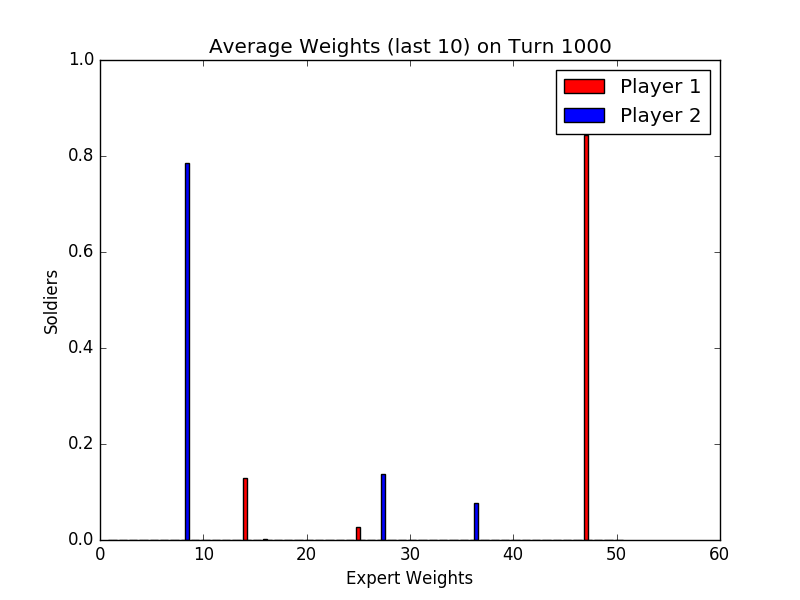 Average Weights (last 10) on Turn 1000
1.0
Player 1
Player 2
0.8
0.6
Soldiers
0.4
0.2
0.0
0 10 20 30 40 50 60
Expert Weights